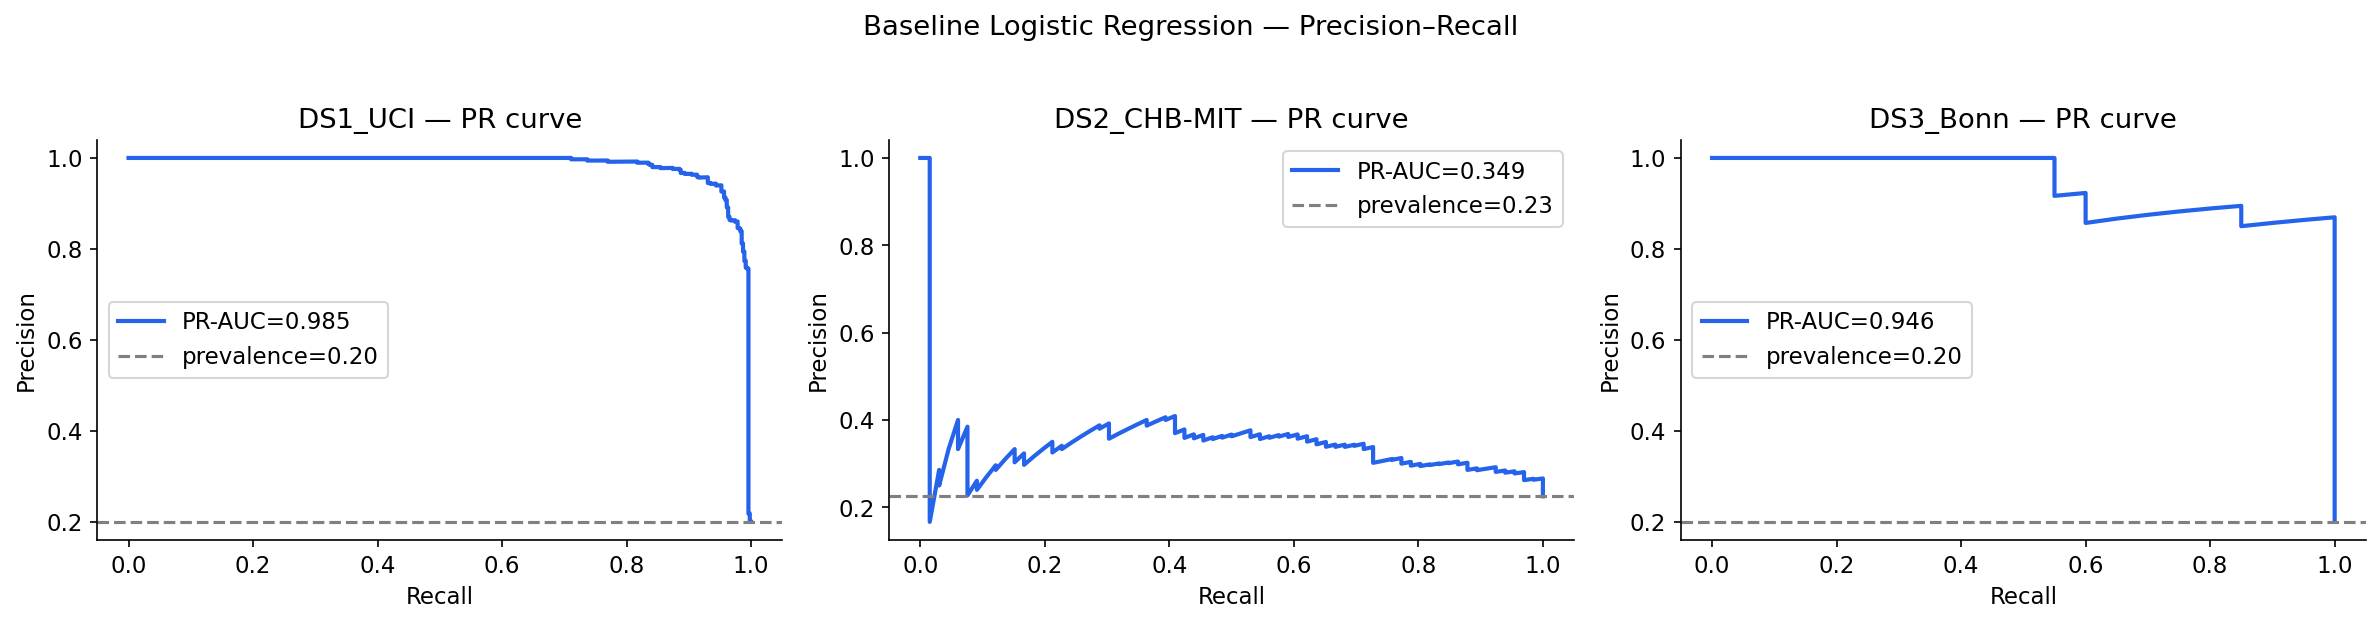 Baseline Logistic Regression — Precision–Recall
DS1_UCI — PR curve
1.0
0.8
0.6
0.4
0.2
Precision
PR-AUC=0.985
prevalence=0.20
0.0 0.2 0.4 0.6 0.8 1.0
Recall
DS2_CHB-MIT — PR curve
1.0
0.8
0.6
0.4
0.2
Precision
PR-AUC=0.349
prevalence=0.23
0.0 0.2 0.4 0.6 0.8 1.0
Recall
DS3_Bonn — PR curve
1.0
0.8
0.6
0.4
0.2
Precision
PR-AUC=0.946
prevalence=0.20
0.0 0.2 0.4 0.6 0.8 1.0
Recall